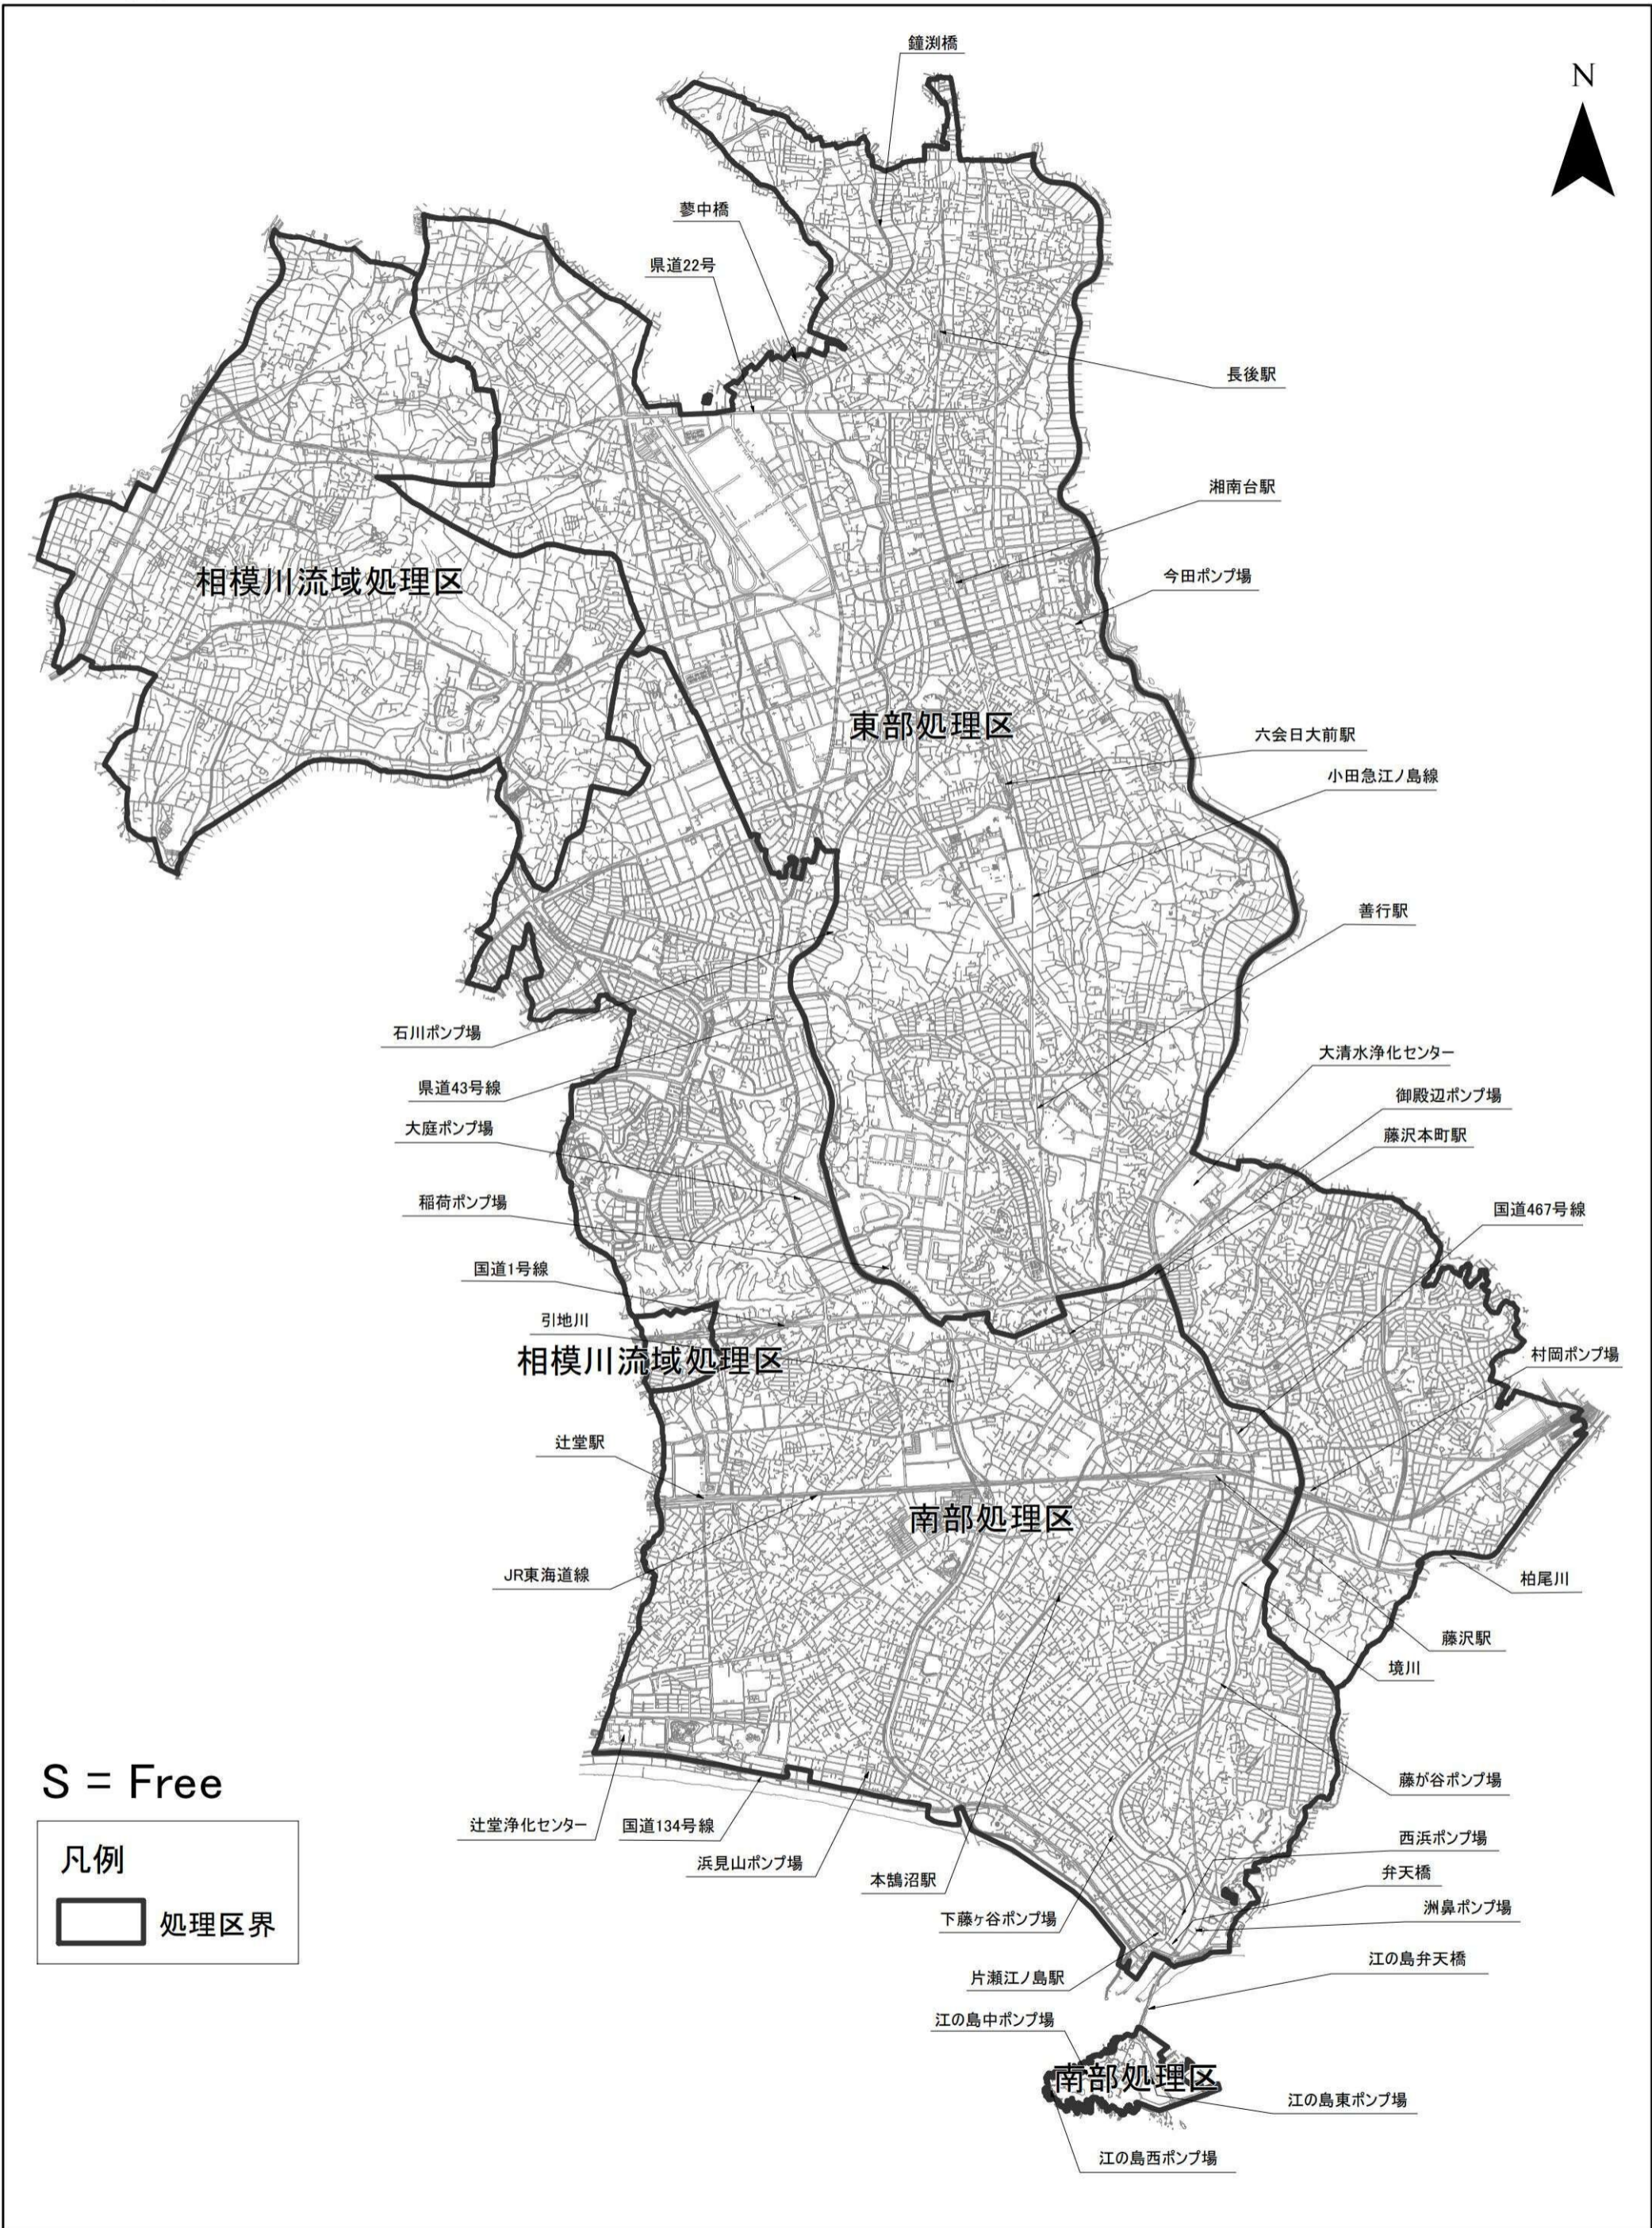 鐘渕橋
N
蓼中橋
県道22号
長後駅
湘南台駅
相模川流域処理区
今田ポンプ場
東部処理区
六会日大前駅
小田急江ノ島線
善行駅
石川ポンプ場
大清水浄化センター
県道43号線
御殿辺ポンプ場
大庭ポンプ場
藤沢本町駅
稲荷ポンプ場
国道467号線
国道1号線
引地川
相模川流域処理区
村岡ポンプ場
辻堂駅
南部処理区
JR東海道線
柏尾川
藤沢駅
境川
S = Free
藤が谷ポンプ場
辻堂浄化センター
国道134号線
西浜ポンプ場
凡例
浜見山ポンプ場
弁天橋
本鵠沼駅
洲鼻ポンプ場
処理区界
下藤ヶ谷ポンプ場
江の島弁天橋
片瀬江ノ島駅
江の島中ポンプ場
南部処理区
江の島東ポンプ場
江の島西ポンプ場